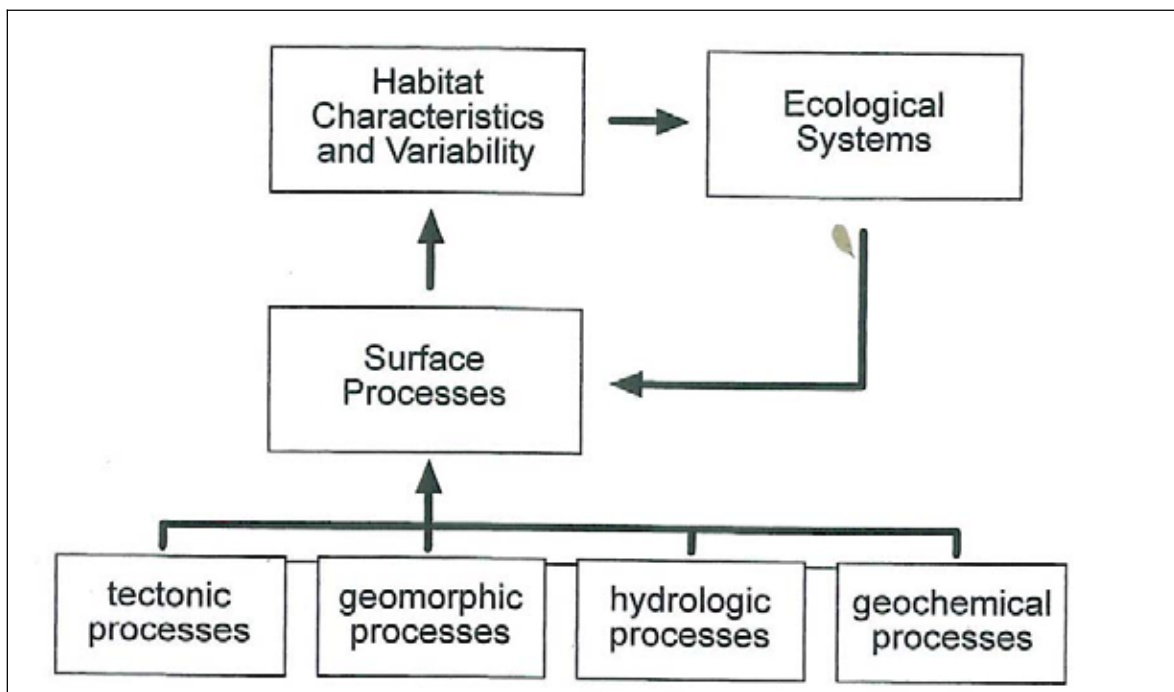 Habitat
Characteristics
and Variability
Ecological
Systems
Surface
Processes
tectonic
processes
geomorphic
processes
hydrologic
processes
geochemical
processes